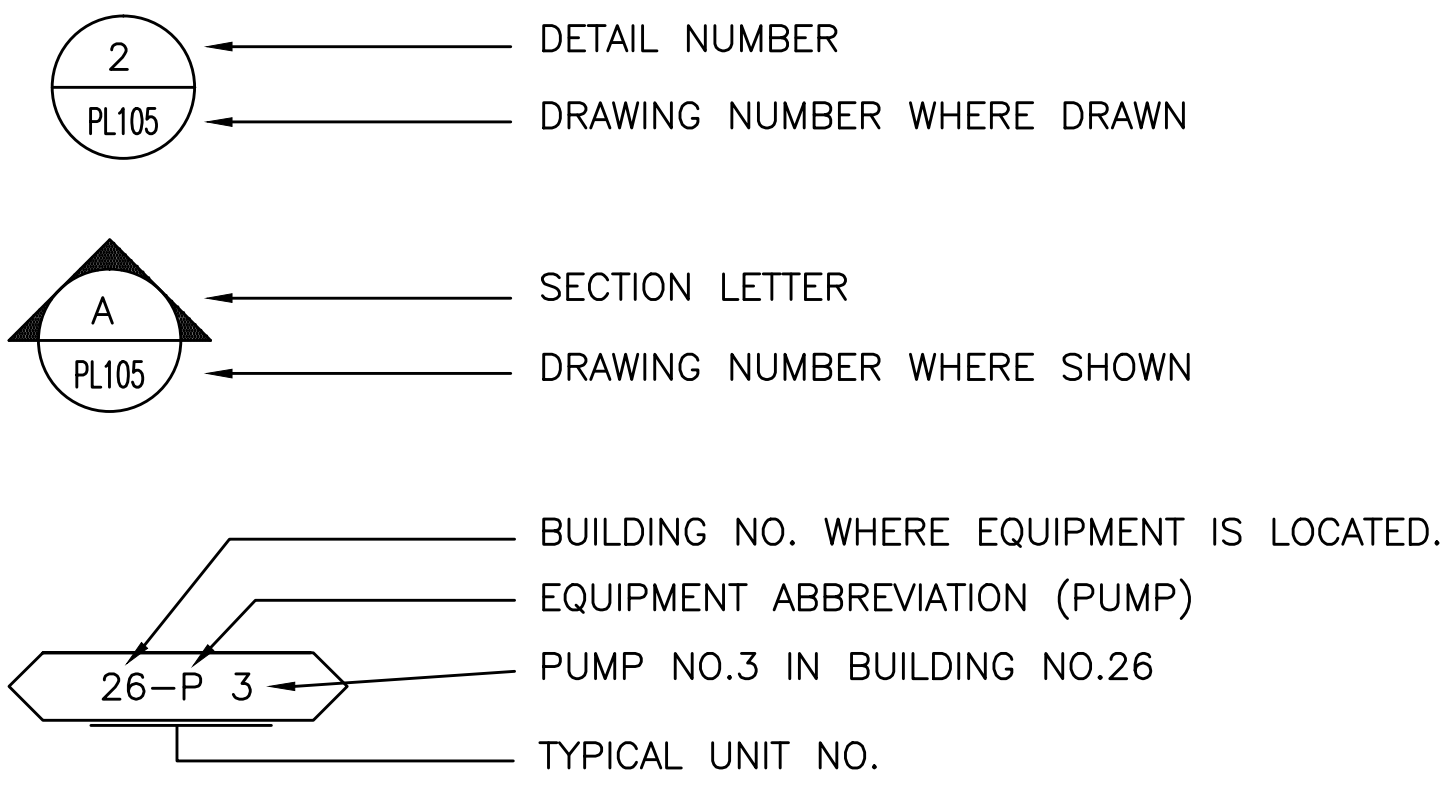 2 DETAIL NUMBER
PL105 DRAWING NUMBER WHERE DRAWN
A SECTION LETTER
PL105 DRAWING NUMBER WHERE SHOWN
BUILDING NO. WHERE EQUIPMENT IS LOCATED.
EQUIPMENT ABBREVIATION (PUMP)
26-P 3 PUMP NO.3 IN BUILDING NO.26
TYPICAL UNIT NO.